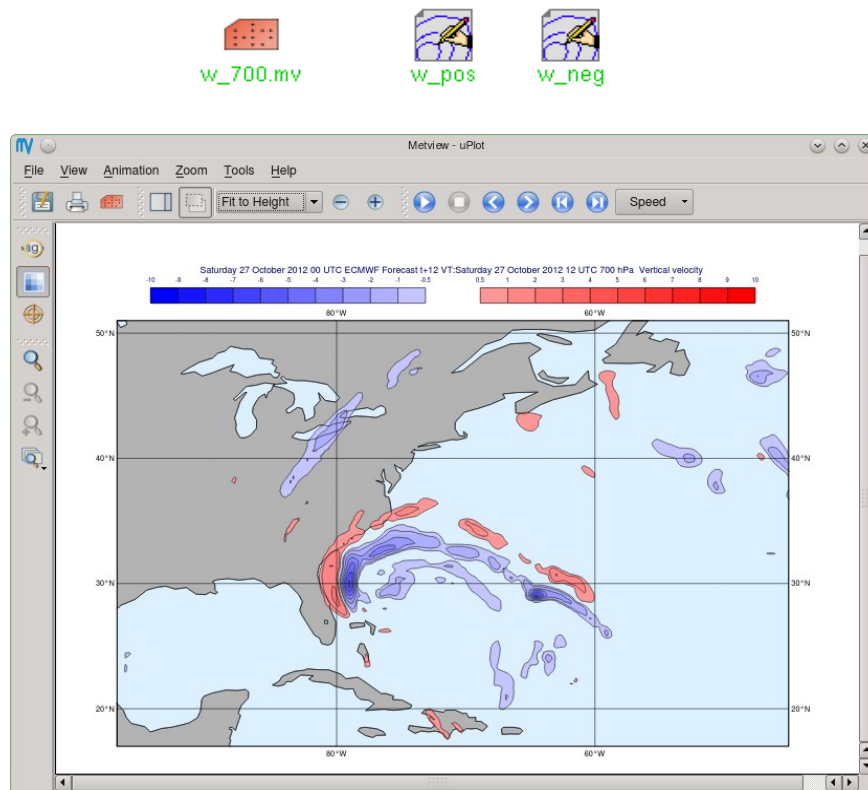 w_700.mv w_pos w_neg
Metview - uPlot
File View Animation Zoom Tools Help
Fit to Height Speed
ag
Saturday 27 October 2012 00 UTC ECMWF Forecast t+12 VT:Saturday 27 October 2012 12 UTC 700 hPa Vertical velocity
-10 -9 -8 -5 -4 -3 -2 -1 -0.5 0.5 1 2 3 4 5 6 7 8 9 10
80°W 60°W
50°N 50°N
40°N 40°N
30°N 30°N
20°N 20°N
80°W 60°W